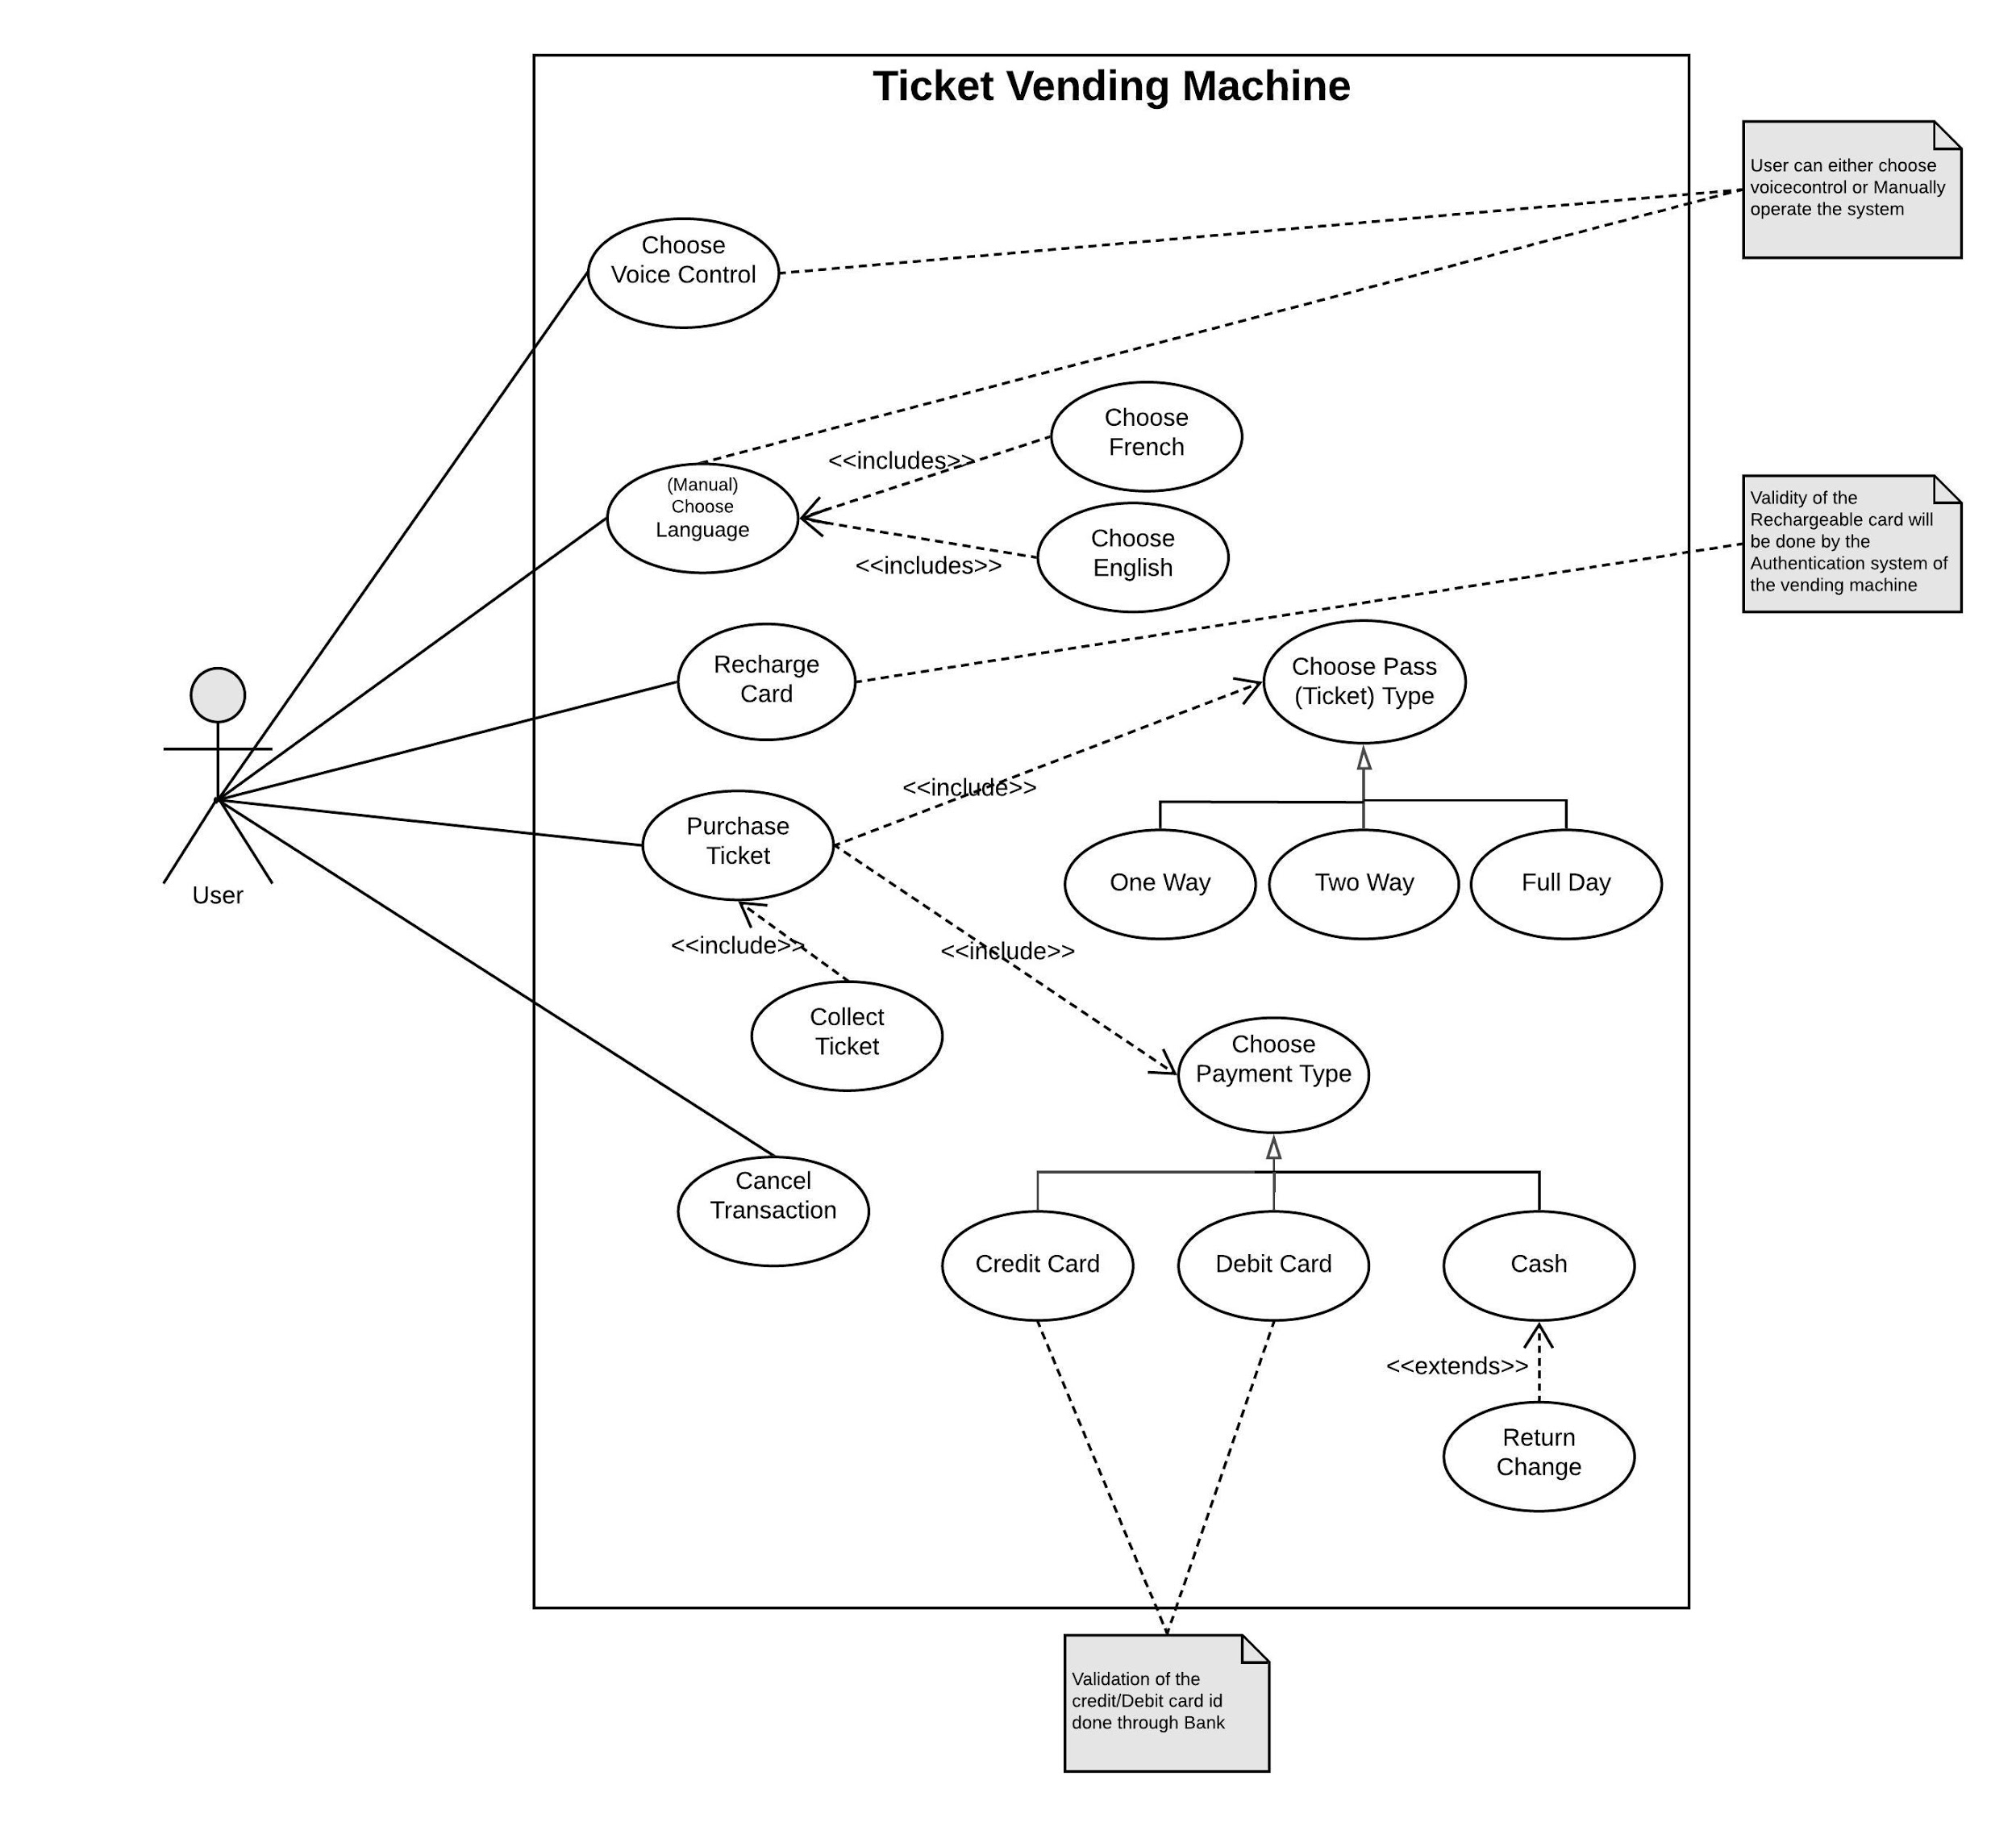 Ticket Vending Machine
User can either choose
voicecontrol or Manually
operate the system
Choose
Voice Control
Choose
French
<<includes>>
(Manual)
Choose
Language
Choose
English
<<includes>>
Validity of the
Rechargeable card will
be done by the
Authentication system of
the vending machine
Recharge
Card
Choose Pass
(Ticket) Type
<<include>>
Purchase
Ticket
User
One Way
Two Way
Full Day
<<include>>
<<include>>
Collect
Ticket
Choose
Payment Type
Cancel
Transaction
Credit Card
Debit Card
Cash
<<extends>>
Return
Change
Validation of the
credit/Debit card id
done through Bank